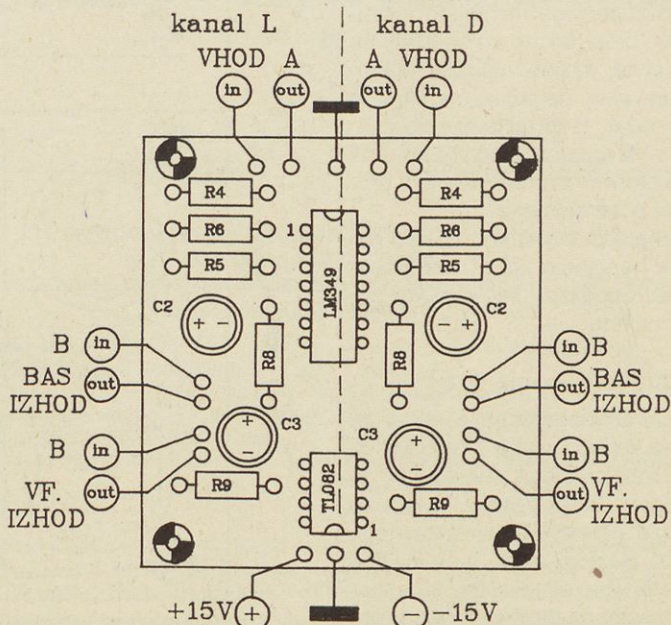 kanal L kanal D
VHOD A A VHOD
in out out in
R4 R4
R6 1 R6
R5 LM349 R5
C2 C2
B in R8 R8 in B
BAS out out BAS
IZHOD IZHOD
C3 C3
B in in B
VF. out R9 TL082 R9 out VF.
IZHOD IZHOD
1
+15V + − −15V